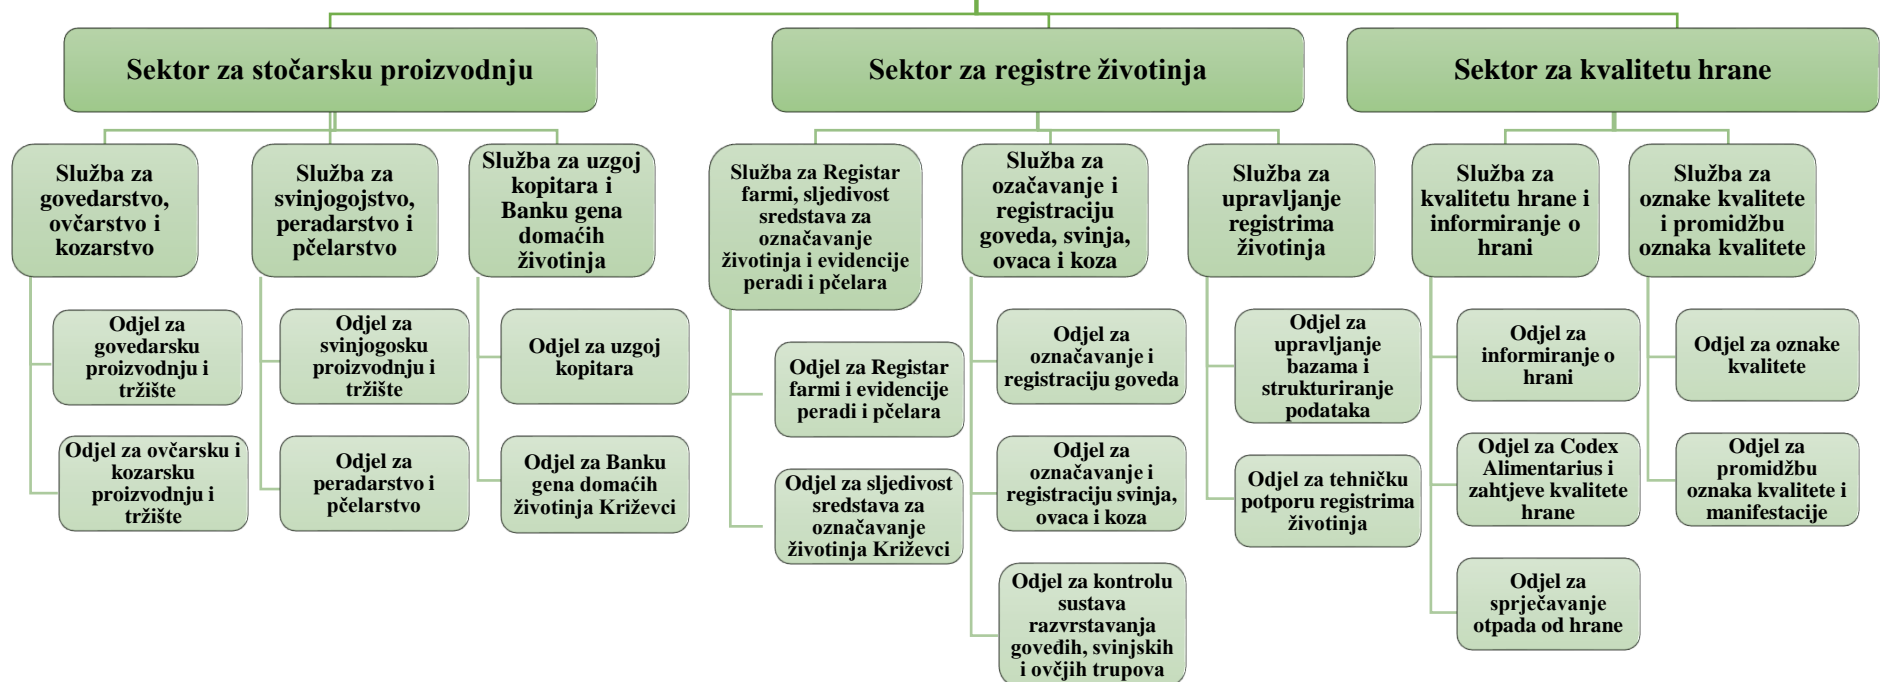 Sektor za stočarsku proizvodnju
Sektor za registre životinja
Sektor za kvalitetu hrane
Služba za
govedarstvo,
ovčarstvo i
kozarstvo
Služba za
svinjogojstvo,
peradarstvo i
pčelarstvo
Služba za uzgoj
kopitara i
Banku gena
domaćih
životinja
Služba za Registar
farmi, sljedivost
sredstava za
označavanje
životinja i evidencije
peradi i pčelara
Služba za
ozačavanje i
registraciju
goveda, svinja,
ovaca i koza
Služba za
upravljanje
registrima
životinja
Služba za
kvalitetu hrane i
informiranje o
hrani
Služba za
oznake kvalitete
i promidžbu
oznaka kvalitete
Odjel za
govedarsku
proizvodnju i
tržište
Odjel za ovčarsku i
kozarsku
proizvodnju i
tržište
Odjel za
svinjogosku
proizvodnju i
tržište
Odjel za
peradarstvo i
pčelarstvo
Odjel za uzgoj
kopitara
Odjel za Banku
gena domaćih
životinja Križevci
Odjel za Registar
farmi i evidencije
peradi i pčelara
Odjel za sljedivost
sredstava za
označavanje
životinja Križevci
Odjel za
označavanje i
registraciju goveda
Odjel za
označavanje i
registraciju svinja,
ovaca i koza
Odjel za kontrolu
sustava
razvrstavanja
goveđih, svinjskih
i ovčjih trupova
Odjel za
upravljanje
bazama i
strukturiranje
podataka
Odjel za tehničku
potporu registrima
životinja
Odjel za
informiranje o
hrani
Odjel za Codex
Alimentarius i
zahtjeve kvalitete
hrane
Odjel za
sprječavanje
otpada od hrane
Odjel za oznake
kvalitete
Odjel za
promidžbu
oznaka kvalitete i
manifestacije